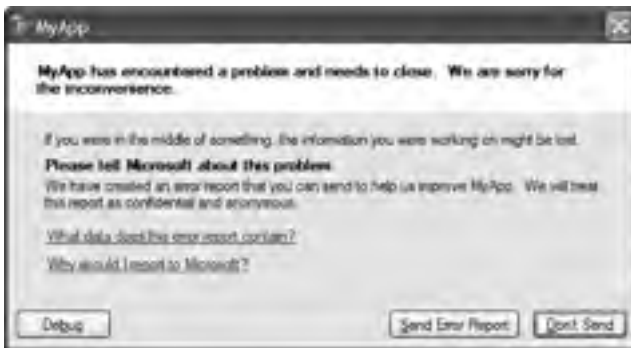 MyApp
MyApp has encountered a problem and needs to close. We are sorry for
the inconvenience.
If you were in the middle of something, the information you were working on might be lost.
Please tell Microsoft about this problem.
We have created an error report that you can send to help us improve MyApp. We will treat
this report as confidential and anonymous.
What data does this error report contain?
Why should I report to Microsoft?
Debug
Send Error Report
Don't Send